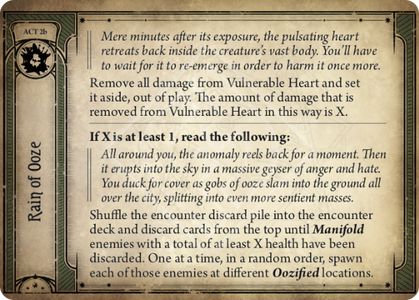 ACT 2b
Rain of Ooze
Mere minutes after its exposure, the pulsating heart
retreats back inside the creature's vast body. You'll have
to wait for it to re-emerge in order to harm it once more.
Remove all damage from Vulnerable Heart and set
it aside, out of play. The amount of damage that is
removed from Vulnerable Heart in this way is X.
If X is at least 1, read the following:
All around you, the anomaly reels back for a moment. Then
it erupts into the sky in a massive geyser of anger and hate.
You duck for cover as gobs of ooze slam into the ground all
over the city, splitting into even more sentient masses.
Shuffle the encounter discard pile into the encounter
deck and discard cards from the top until Manifold
enemies with a total of at least X health have been
discarded. One at a time, in a random order, spawn
each of those enemies at different Oozified locations.